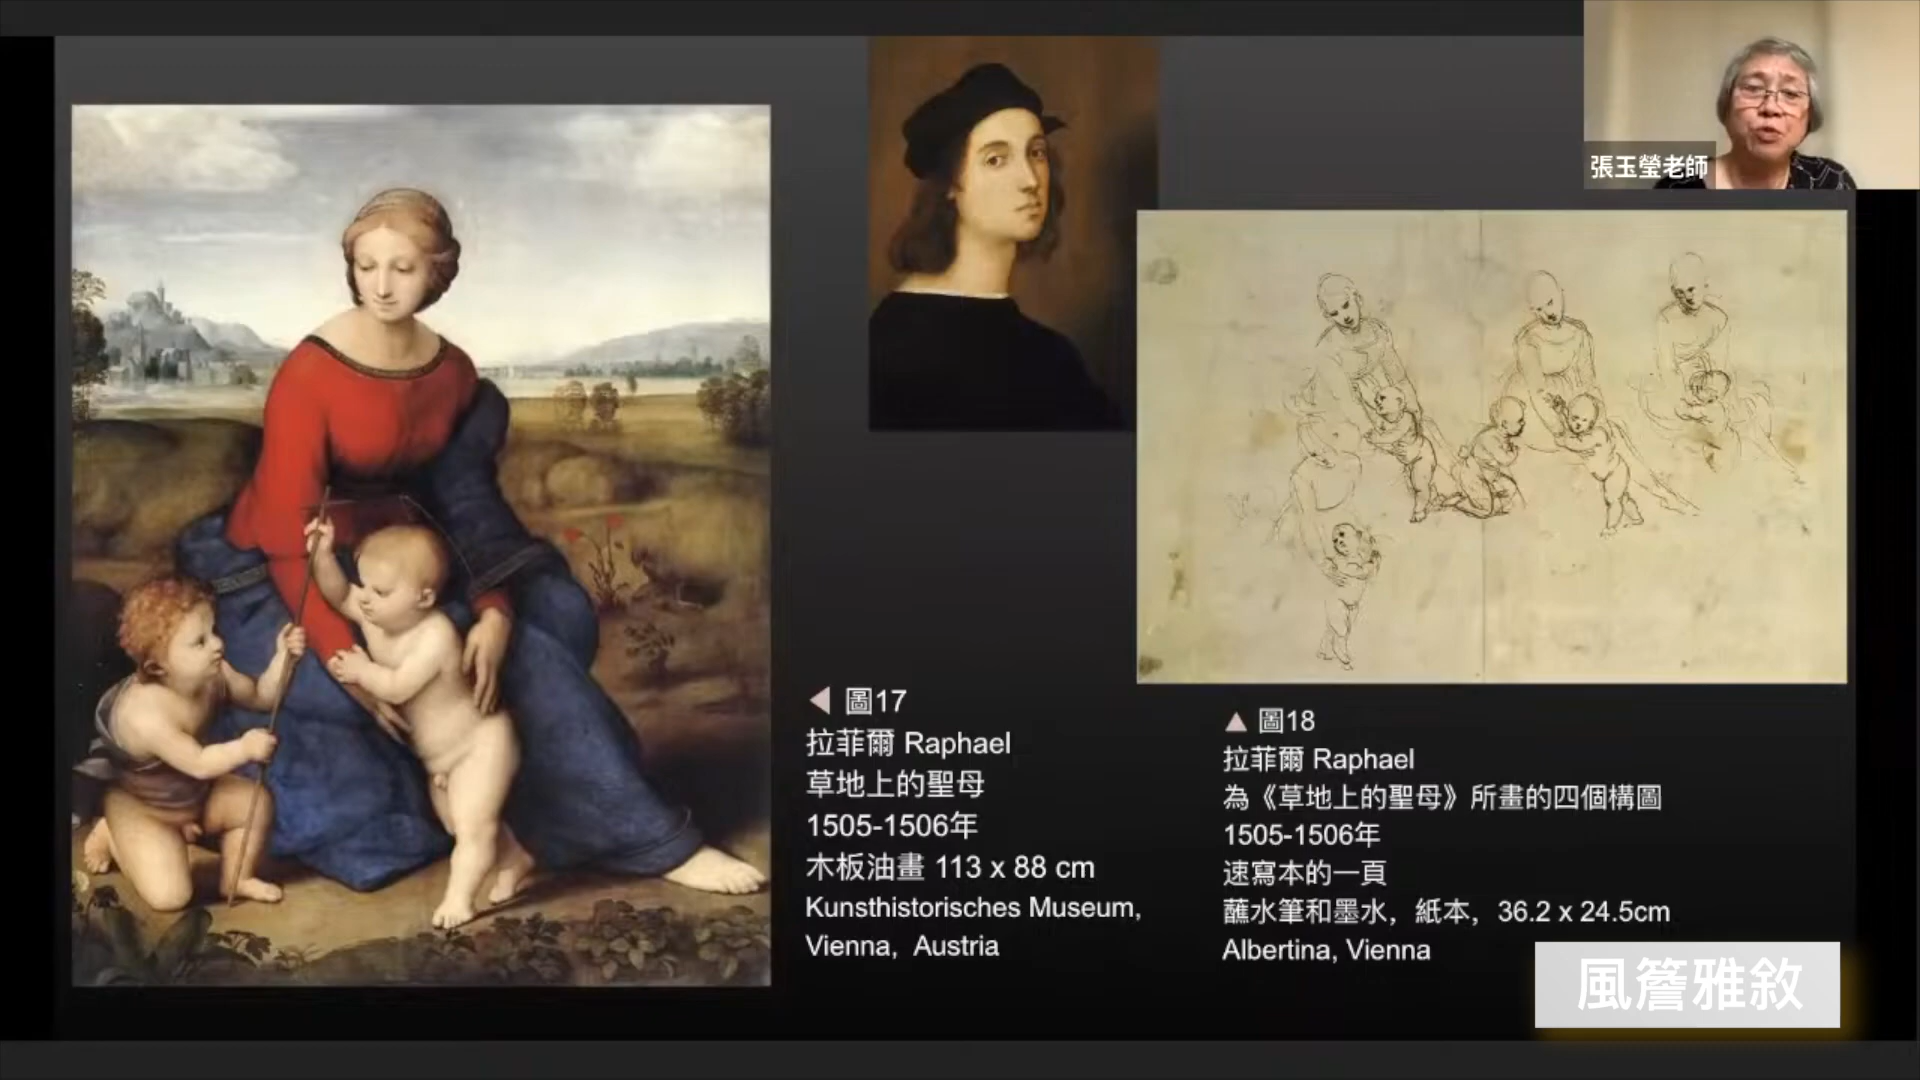 張玉瑩老師
◀ 圖17
拉菲爾 Raphael
草地上的聖母
1505-1506年
木板油畫 113 x 88 cm
Kunsthistorisches Museum,
Vienna, Austria
▲ 圖18
拉菲爾 Raphael
為《草地上的聖母》所畫的四個構圖
1505-1506年
速寫本的一頁
蘸水筆和墨水，紙本，36.2 x 24.5cm
Albertina, Vienna
風簷雅敘